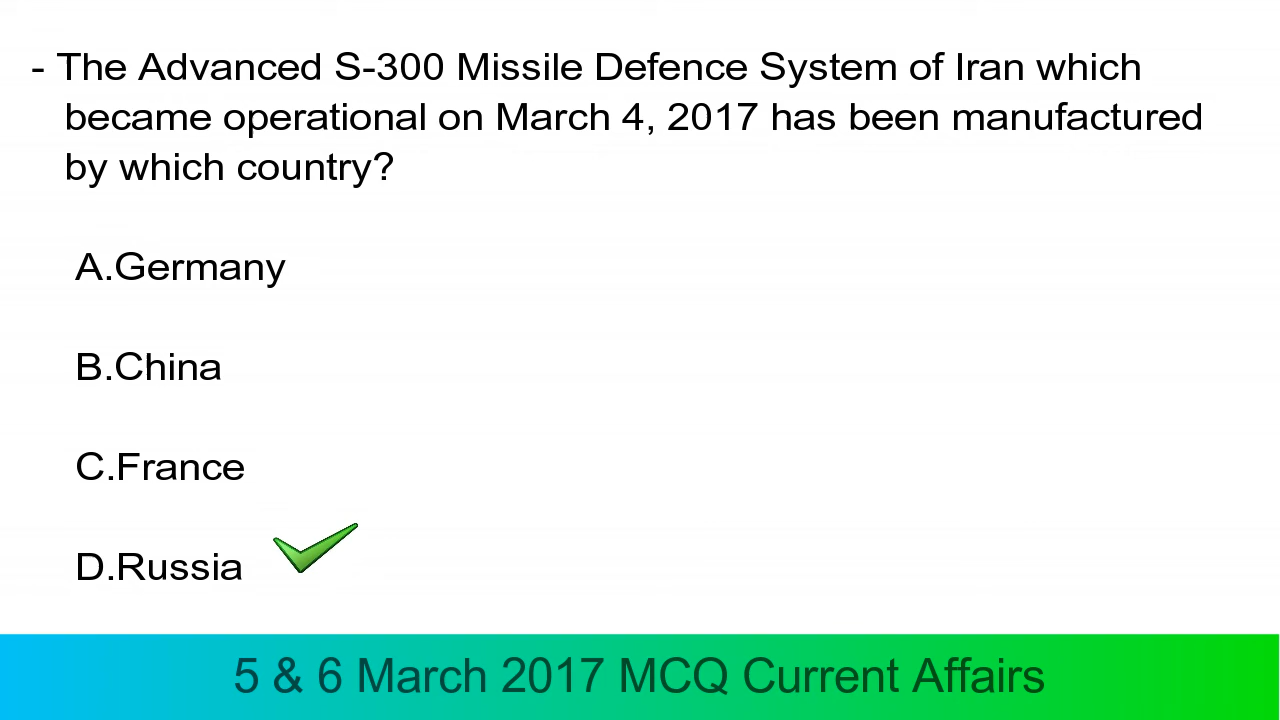 - The Advanced S-300 Missile Defence System of Iran which
became operational on March 4, 2017 has been manufactured
by which country?
A.Germany
B.China
C.France
D.Russia
5 & 6 March 2017 MCQ Current Affairs